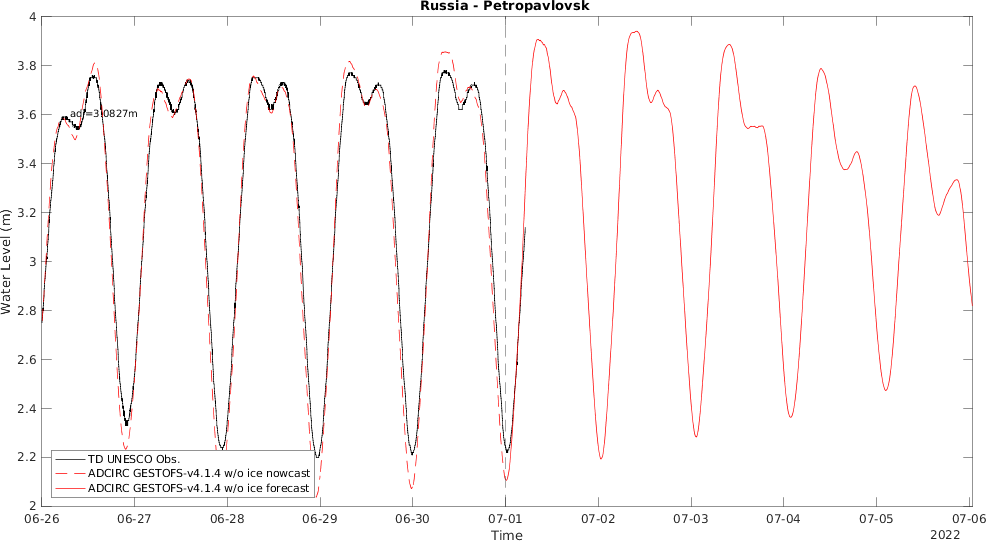 Russia - Petropavlovsk
4
3.8
3.6
3.4
3.2
3
2.8
2.6
2.4
2.2
2
Water Level (m)
adj=3.0827m
TD UNESCO Obs.
ADCIRC GESTOFS-v4.1.4 w/o ice nowcast
ADCIRC GESTOFS-v4.1.4 w/o ice forecast
06-26 06-27 06-28 06-29 06-30 07-01 07-02 07-03 07-04 07-05 07-06
Time
2022